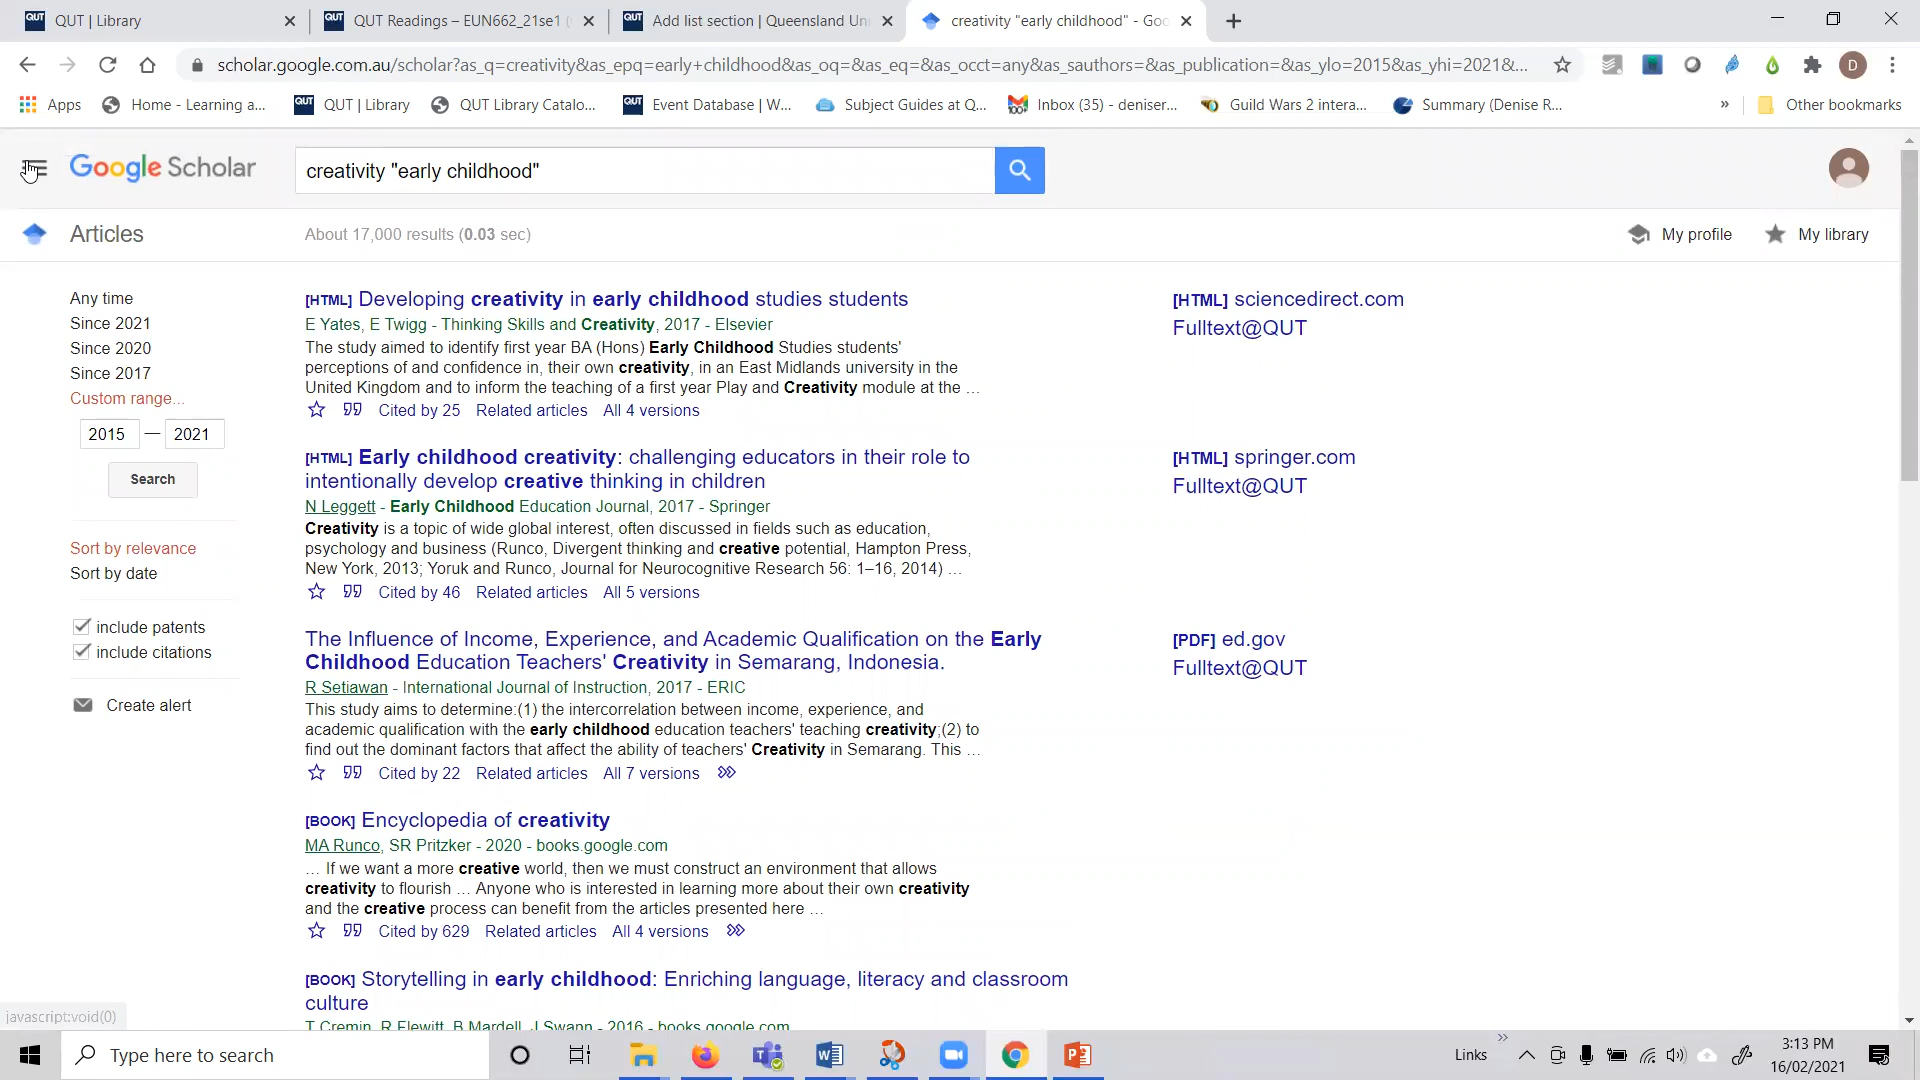 QUT | Library
QUT Readings – EUN662_21se1 (
Add list section | Queensland Un
creativity "early childhood" - Goo
scholar.google.com.au/scholar?as_q=creativity&as_epq=early+childhood&as_oq=&as_eq=&as_occt=any&as_sauthors=&as_publication=&as_ylo=2015&as_yhi=2021&...
D
Apps
Home - Learning a...
QUT | Library
QUT Library Catalo...
Event Database | W...
Subject Guides at Q...
Inbox (35) - deniser...
Guild Wars 2 intera...
Summary (Denise R...
Other bookmarks
Google Scholar
creativity "early childhood"
Articles
About 17,000 results (0.03 sec)
My profile
My library
Any time
Since 2021
Since 2020
Since 2017
Custom range...
2015 — 2021
Search
Sort by relevance
Sort by date
include patents
include citations
Create alert
[HTML] Developing creativity in early childhood studies students
E Yates, E Twigg - Thinking Skills and Creativity, 2017 - Elsevier
The study aimed to identify first year BA (Hons) Early Childhood Studies students'
perceptions of and confidence in, their own creativity, in an East Midlands university in the
United Kingdom and to inform the teaching of a first year Play and Creativity module at the …
Cited by 25 Related articles All 4 versions
[HTML] sciencedirect.com
Fulltext@QUT
[HTML] Early childhood creativity: challenging educators in their role to
intentionally develop creative thinking in children
N Leggett - Early Childhood Education Journal, 2017 - Springer
Creativity is a topic of wide global interest, often discussed in fields such as education,
psychology and business (Runco, Divergent thinking and creative potential, Hampton Press,
New York, 2013; Yoruk and Runco, Journal for Neurocognitive Research 56: 1–16, 2014) …
Cited by 46 Related articles All 5 versions
[HTML] springer.com
Fulltext@QUT
The Influence of Income, Experience, and Academic Qualification on the Early
Childhood Education Teachers' Creativity in Semarang, Indonesia.
R Setiawan - International Journal of Instruction, 2017 - ERIC
This study aims to determine:(1) the intercorrelation between income, experience, and
academic qualification with the early childhood education teachers' teaching creativity;(2) to
find out the dominant factors that affect the ability of teachers' Creativity in Semarang. This …
Cited by 22 Related articles All 7 versions
[PDF] ed.gov
Fulltext@QUT
[BOOK] Encyclopedia of creativity
MA Runco, SR Pritzker - 2020 - books.google.com
… If we want a more creative world, then we must construct an environment that allows
creativity to flourish … Anyone who is interested in learning more about their own creativity
and the creative process can benefit from the articles presented here …
Cited by 629 Related articles All 4 versions
[BOOK] Storytelling in early childhood: Enriching language, literacy and classroom
culture
T Cremin, R Flewitt, B Mardell, J Swann - 2016 - books.google.com
javascript:void(0)
Type here to search
Links
3:13 PM
16/02/2021